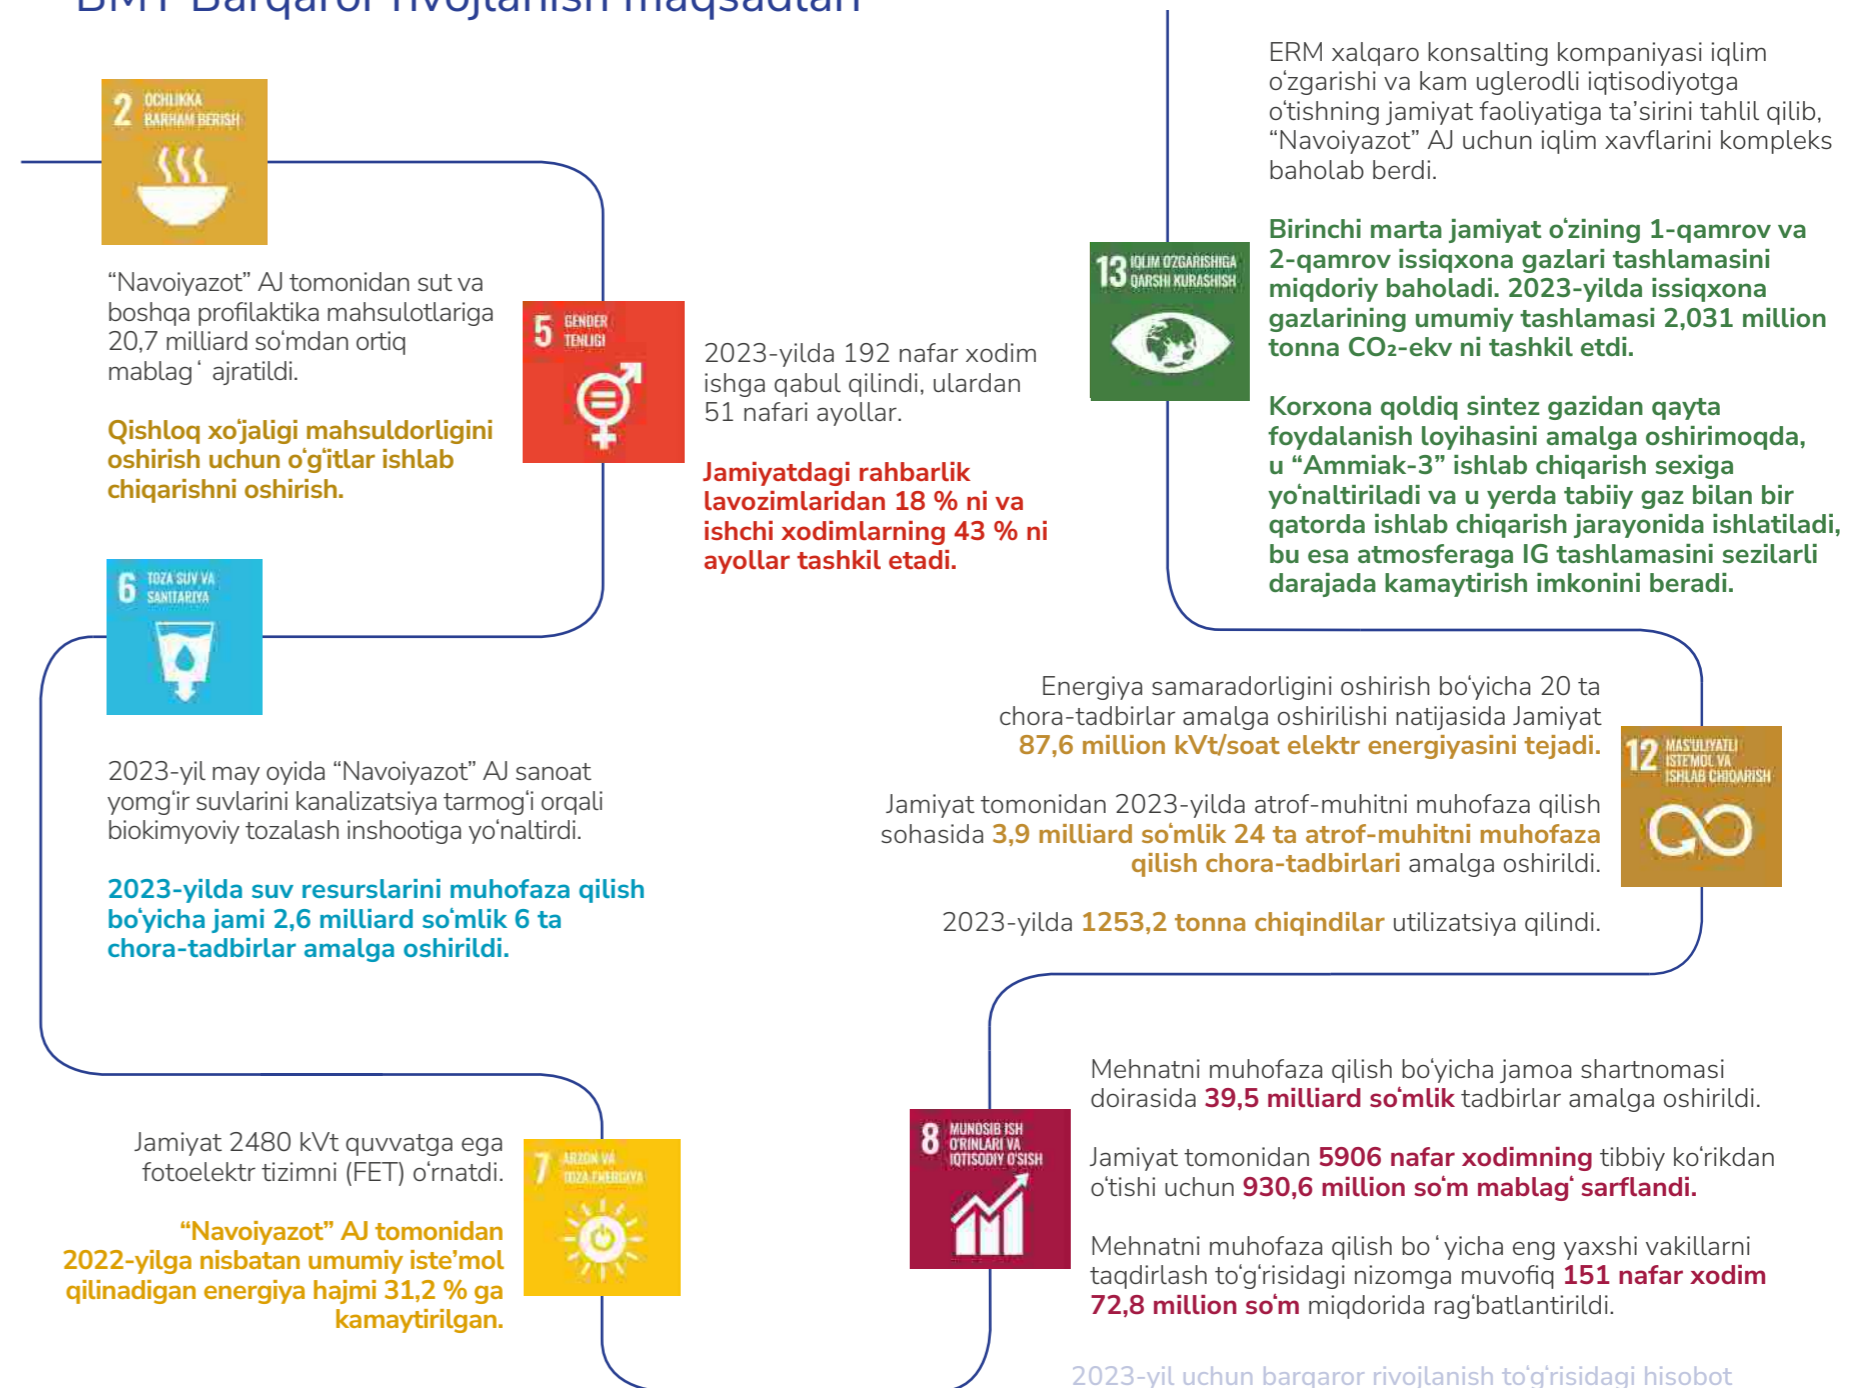 BMT Barqaror rivojlanish maqsadlari
2 OCHLIKKA
BARHAM BERISH
“Navoiyazot” AJ tomonidan sut va
boshqa profilaktika mahsulotlariga
20,7 milliard so‘mdan ortiq
mablag ‘ ajratildi.
Qishloq xo‘jaligi mahsuldorligini
oshirish uchun o‘g‘itlar ishlab
chiqarishni oshirish.
5 GENDER
TENLIGI
2023-yilda 192 nafar xodim
ishga qabul qilindi, ulardan
51 nafari ayollar.
Jamiyatdagi rahbarlik
lavozimlaridan 18 % ni va
ishchi xodimlarning 43 % ni
ayollar tashkil etadi.
6 TOZA SUV VA
SANITARIYA
2023-yil may oyida “Navoiyazot” AJ sanoat
yomg‘ir suvlarini kanalizatsiya tarmog‘i orqali
biokimyoviy tozalash inshootiga yo‘naltirdi.
2023-yilda suv resurslarini muhofaza qilish
bo‘yicha jami 2,6 milliard so‘mlik 6 ta
chora-tadbirlar amalga oshirildi.
Jamiyat 2480 kVt quvvatga ega
fotoelektr tizimni (FET) o‘rnatdi.
“Navoiyazot” AJ tomonidan
2022-yilga nisbatan umumiy iste’mol
qilinadigan energiya hajmi 31,2 % ga
kamaytirilgan.
7 ARZON VA
TOZA ENERGIYA
ERM xalqaro konsalting kompaniyasi iqlim
o‘zgarishi va kam uglerodli iqtisodiyotga
o‘tishning jamiyat faoliyatiga ta’sirini tahlil qilib,
“Navoiyazot” AJ uchun iqlim xavflarini kompleks
baholab berdi.
13 IQLIM O‘ZGARISHIGA
QARSHI KURASHISH
Birinchi marta jamiyat o‘zining 1-qamrov va
2-qamrov issiqxona gazlari tashlamasini
miqdoriy baholadi. 2023-yilda issiqxona
gazlarining umumiy tashlamasi 2,031 million
tonna CO₂-ekv ni tashkil etdi.
Korxona qoldiq sintez gazidan qayta
foydalanish loyihasini amalga oshirimoqda,
u “Ammiak-3” ishlab chiqarish sexiga
yo‘naltiriladi va u yerda tabiiy gaz bilan bir
qatorda ishlab chiqarish jarayonida ishlatiladi,
bu esa atmosferaga IG tashlamasini sezilarli
darajada kamaytirish imkonini beradi.
Energiya samaradorligini oshirish bo‘yicha 20 ta
chora-tadbirlar amalga oshirilishi natijasida Jamiyat
87,6 million kVt/soat elektr energiyasini tejadi.
Jamiyat tomonidan 2023-yilda atrof-muhitni muhofaza qilish
sohasida 3,9 milliard so‘mlik 24 ta atrof-muhitni muhofaza
qilish chora-tadbirlari amalga oshirildi.
2023-yilda 1253,2 tonna chiqindilar utilizatsiya qilindi.
12 MAS’ULIYATLI
ISTE’MOL VA
ISHLAB CHIQARISH
8 MUNOSIB ISH
O‘RINLARI VA
IQTISODIY O‘SISH
Mehnatni muhofaza qilish bo‘yicha jamoa shartnomasi
doirasida 39,5 milliard so‘mlik tadbirlar amalga oshirildi.
Jamiyat tomonidan 5906 nafar xodimning tibbiy ko‘rikdan
o‘tishi uchun 930,6 million so‘m mablag‘ sarflandi.
Mehnatni muhofaza qilish bo ‘ yicha eng yaxshi vakillarni
taqdirlash to‘g‘risidagi nizomga muvofiq 151 nafar xodim
72,8 million so‘m miqdorida rag‘batlantirildi.
2023-yil uchun barqaror rivojlanish to‘g‘risidagi hisobot